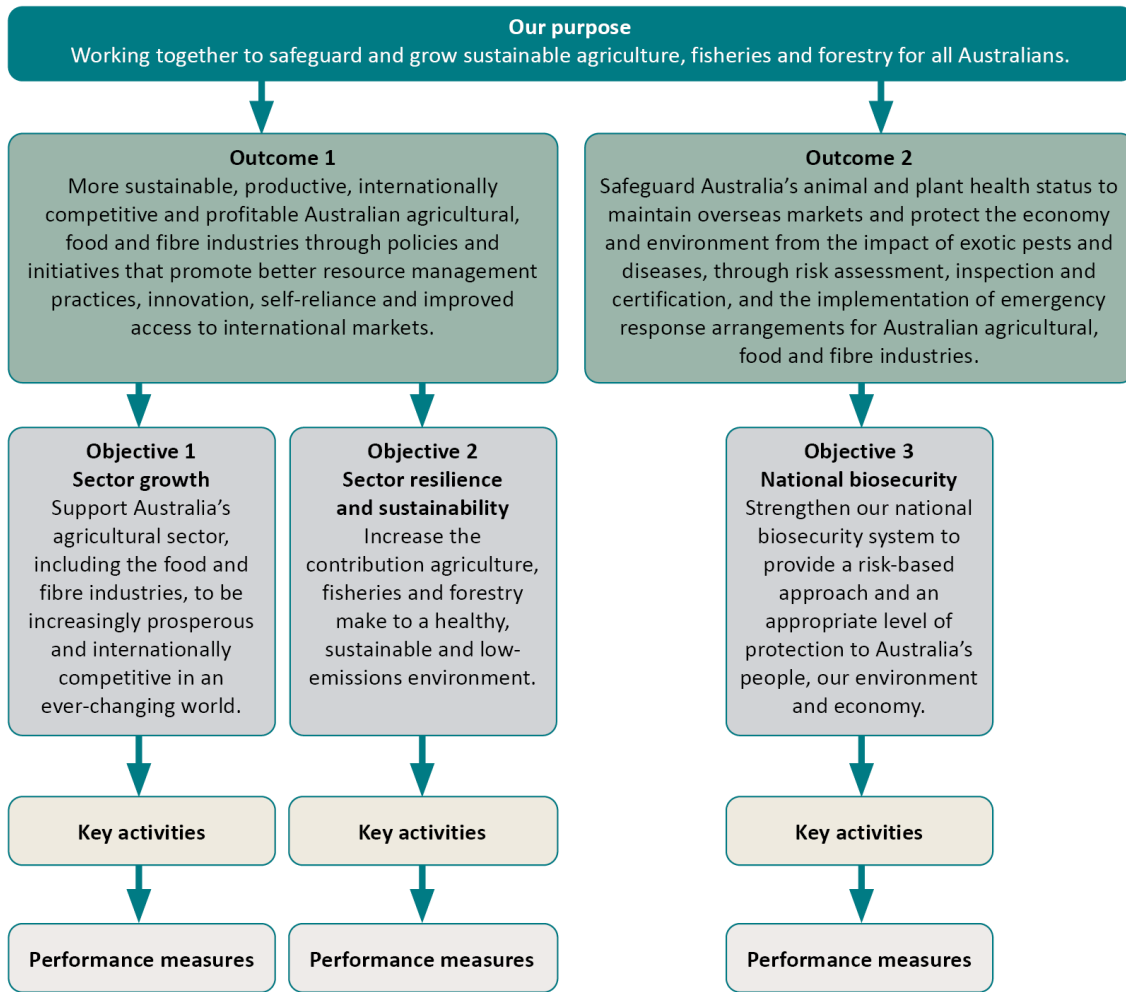 Our purpose
Working together to safeguard and grow sustainable agriculture, fisheries and forestry for all Australians.
Outcome 1
More sustainable, productive, internationally
competitive and profitable Australian agricultural,
food and fibre industries through policies and
initiatives that promote better resource management
practices, innovation, self-reliance and improved
access to international markets.
Outcome 2
Safeguard Australia’s animal and plant health status to
maintain overseas markets and protect the economy
and environment from the impact of exotic pests and
diseases, through risk assessment, inspection and
certification, and the implementation of emergency
response arrangements for Australian agricultural,
food and fibre industries.
Objective 1
Sector growth
Support Australia’s
agricultural sector,
including the food and
fibre industries, to be
increasingly prosperous
and internationally
competitive in an
ever-changing world.
Objective 2
Sector resilience
and sustainability
Increase the
contribution agriculture,
fisheries and forestry
make to a healthy,
sustainable and low-
emissions environment.
Objective 3
National biosecurity
Strengthen our national
biosecurity system to
provide a risk-based
approach and an
appropriate level of
protection to Australia’s
people, our environment
and economy.
Key activities
Key activities
Key activities
Performance measures
Performance measures
Performance measures